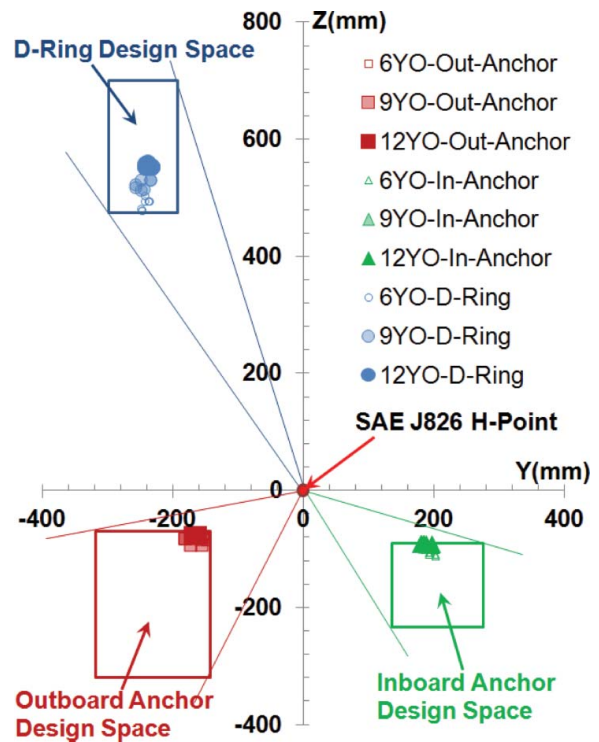 800
Z(mm)
D-Ring Design Space
6YO-Out-Anchor
9YO-Out-Anchor
12YO-Out-Anchor
6YO-In-Anchor
9YO-In-Anchor
12YO-In-Anchor
6YO-D-Ring
9YO-D-Ring
12YO-D-Ring
600
400
200
SAE J826 H-Point
0
Y(mm)
-400
-200
0
200
400
-200
-400
Outboard Anchor
Design Space
Inboard Anchor
Design Space